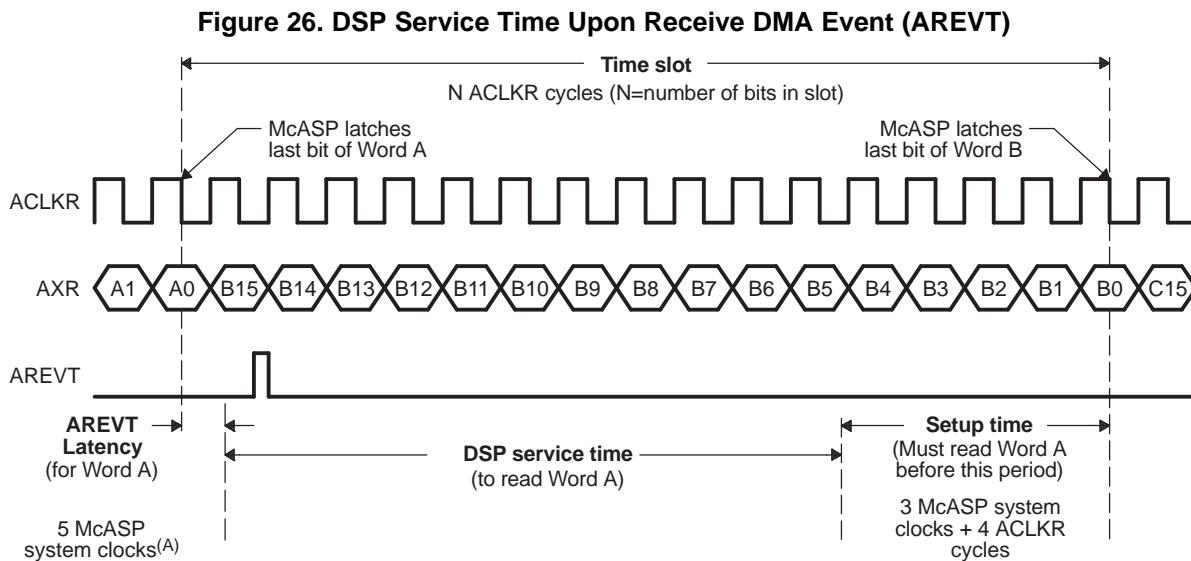 Figure 26. DSP Service Time Upon Receive DMA Event (AREVT)
Time slot
N ACLKR cycles (N=number of bits in slot)
McASP latches
last bit of Word A
McASP latches
last bit of Word B
ACLKR
AXR
A1 A0 B15 B14 B13 B12 B11 B10 B9 B8 B7 B6 B5 B4 B3 B2 B1 B0 C15
AREVT
AREVT
Latency
(for Word A)
5 McASP
system clocks(A)
DSP service time
(to read Word A)
Setup time
(Must read Word A
before this period)
3 McASP system
clocks + 4 ACLKR
cycles